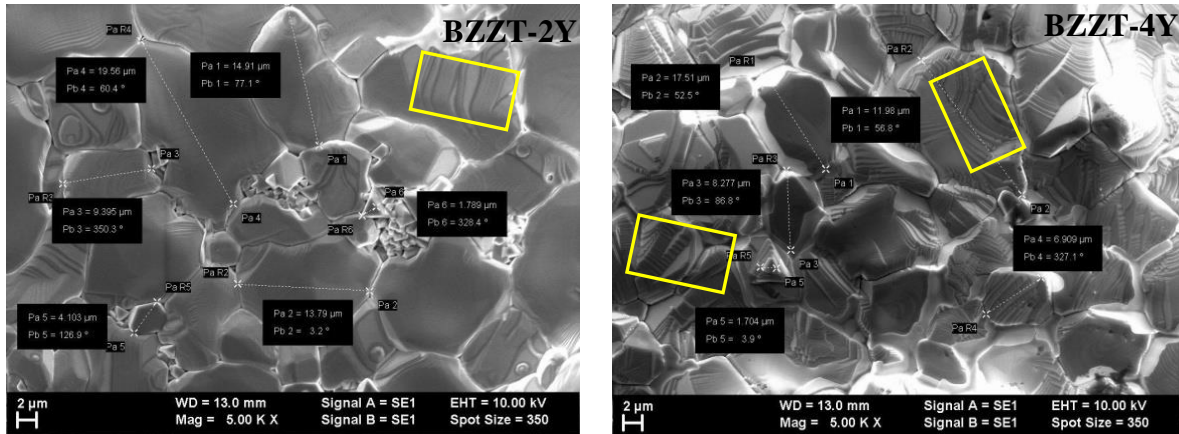 BZZT-2Y
Pa R4
Pa 4 = 19.56 µm
Pb 4 = 60.4 °
Pa 1 = 14.91 µm
Pb 1 = 77.1 °
Pa 3
Pa 1
Pa R3
Pa 6
Pa 3 = 9.395 µm
Pb 3 = 350.3 °
Pa 4
Pa 6 = 1.789 µm
Pb 6 = 328.4 °
Pa R6
Pa R2
Pa R5
Pa 2
Pa 5 = 4.103 µm
Pb 5 = 126.9 °
Pa 2 = 13.79 µm
Pb 2 = 3.2 °
Pa 5
2 µm
WD = 13.0 mm
Signal A = SE1
EHT = 10.00 kV
Mag = 5.00 K X
Signal B = SE1
Spot Size = 350
BZZT-4Y
Pa R2
Pa R1
Pa 2 = 17.51 µm
Pb 2 = 52.5 °
Pa 1 = 11.98 µm
Pb 1 = 56.8 °
Pa R3
Pa 1
Pa 3 = 8.277 µm
Pb 3 = 86.8 °
Pa 2
Pa 4 = 6.909 µm
Pb 4 = 327.1 °
Pa R5
Pa 3
Pa 5
Pa 5 = 1.704 µm
Pb 5 = 3.9 °
Pa R4
2 µm
WD = 13.0 mm
Signal A = SE1
EHT = 10.00 kV
Mag = 5.00 K X
Signal B = SE1
Spot Size = 350